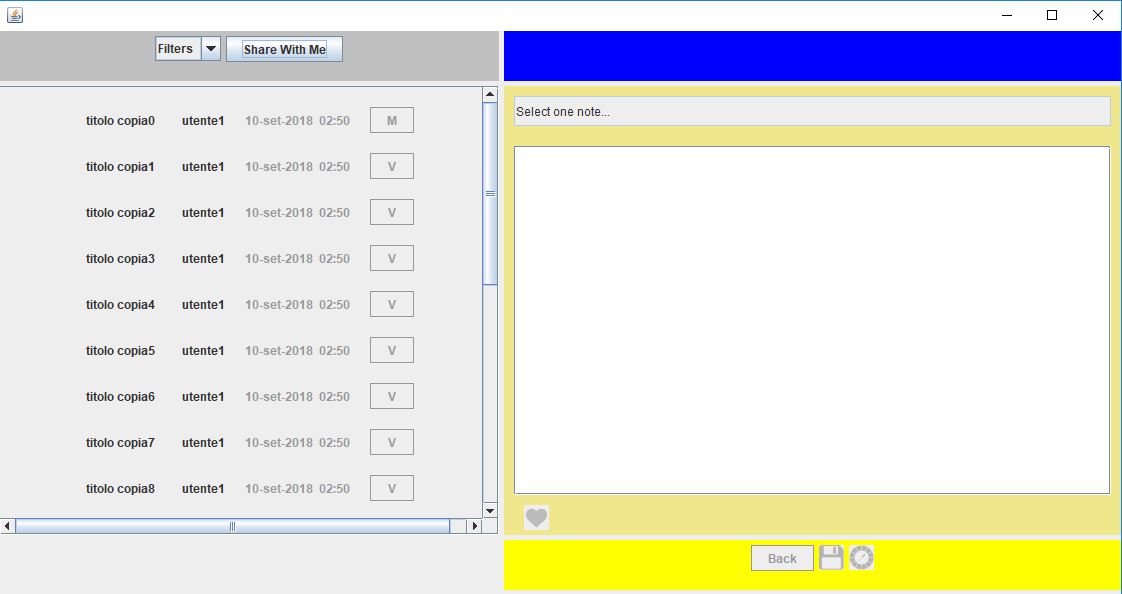 Filters Share With Me
titolo copia0 utente1 10-set-2018 02:50 M
titolo copia1 utente1 10-set-2018 02:50 V
titolo copia2 utente1 10-set-2018 02:50 V
titolo copia3 utente1 10-set-2018 02:50 V
titolo copia4 utente1 10-set-2018 02:50 V
titolo copia5 utente1 10-set-2018 02:50 V
titolo copia6 utente1 10-set-2018 02:50 V
titolo copia7 utente1 10-set-2018 02:50 V
titolo copia8 utente1 10-set-2018 02:50 V
Select one note...
Back